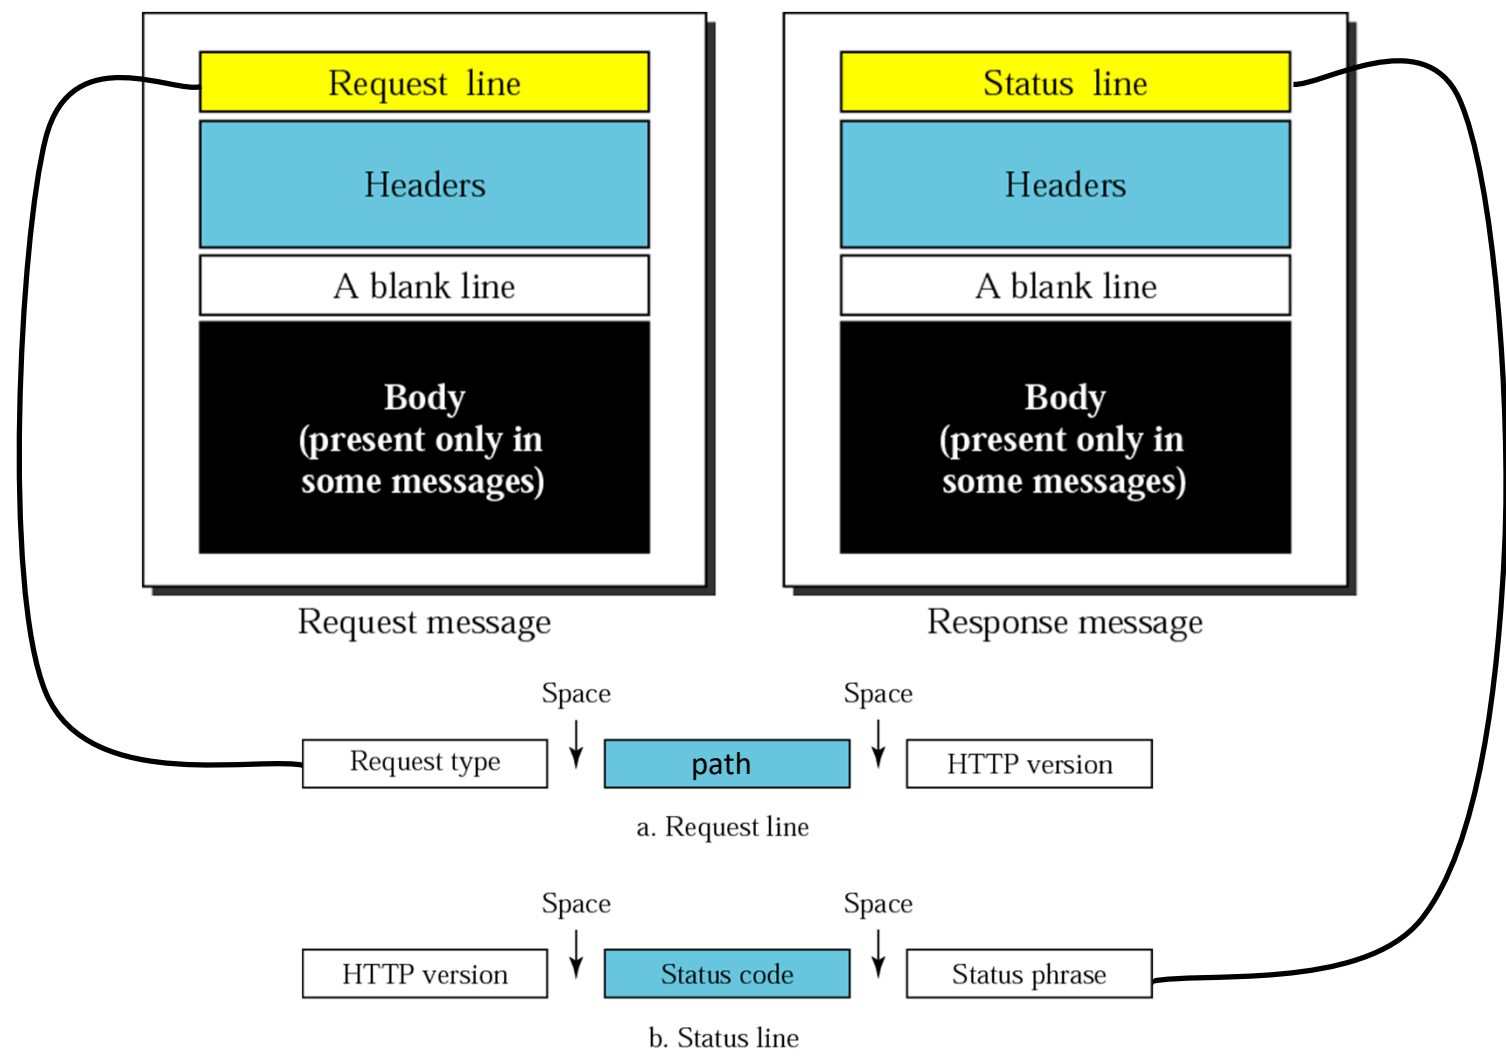 Request line
Headers
A blank line
Body
(present only in
some messages)
Request message
Status line
Headers
A blank line
Body
(present only in
some messages)
Response message
Space
Space
Request type
path
HTTP version
a. Request line
Space
Space
HTTP version
Status code
Status phrase
b. Status line